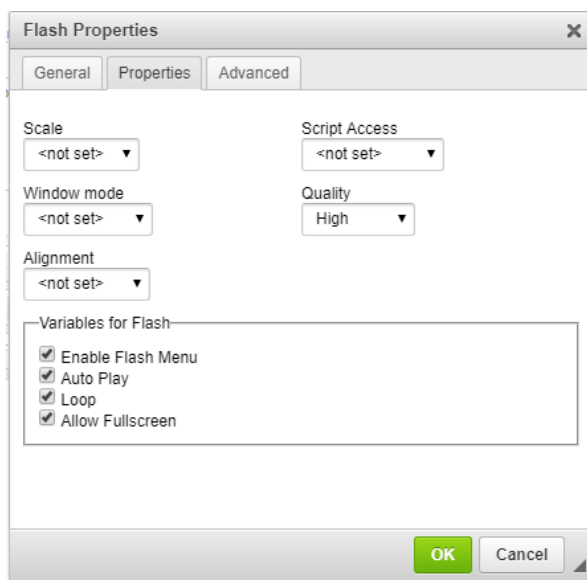 Flash Properties
General Properties Advanced
Scale Script Access
<not set> <not set>
Window mode Quality
<not set> High
Alignment
<not set>
Variables for Flash
Enable Flash Menu
Auto Play
Loop
Allow Fullscreen
OK Cancel